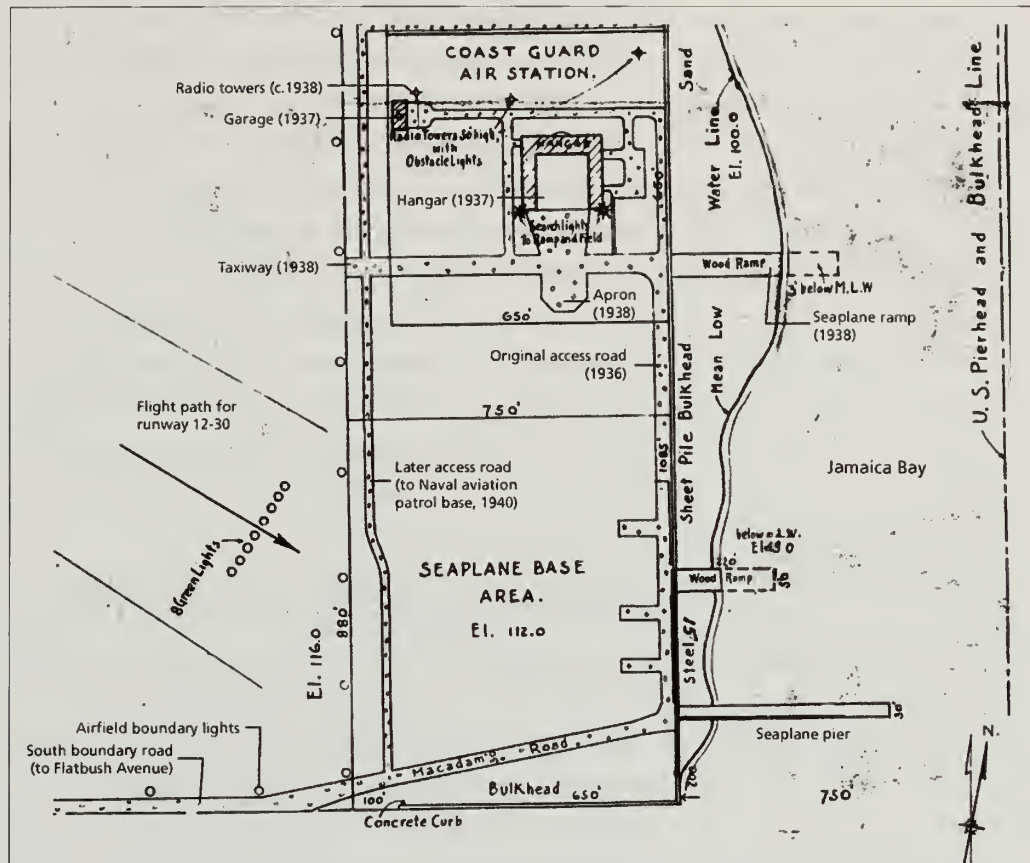 COAST GUARD
AIR STATION.
Radio towers (c.1938)
Garage (1937)
Radio Towers 50'high,
with
Obstacle Lights
HANGAR
Hangar (1937)
Searchlights
To Ramp and Field
650'
Taxiway (1938)
Apron
(1938)
650'
Original access road
(1936)
750'
Flight path for
runway 12-30
8 Green Lights
Later access road
(to Naval aviation
patrol base, 1940)
1085'
SEAPLANE BASE
AREA.
El. 112.0
El. 116.0
880'
Airfield boundary lights
South boundary road
(to Flatbush Avenue)
Macadam Road
Bulkhead 650'
100'
Concrete Curb
Sand
Water Line
El. 100.0
Wood Ramp
below M.L.W
Seaplane ramp
(1938)
Mean Low
Sheet Pile Bulkhead
Steel
Jamaica Bay
below M.L.W.
220'
Wood Ramp
50'
30'
Seaplane pier
200'
750'
N.
U.S. Pierhead and Bulkhead Line